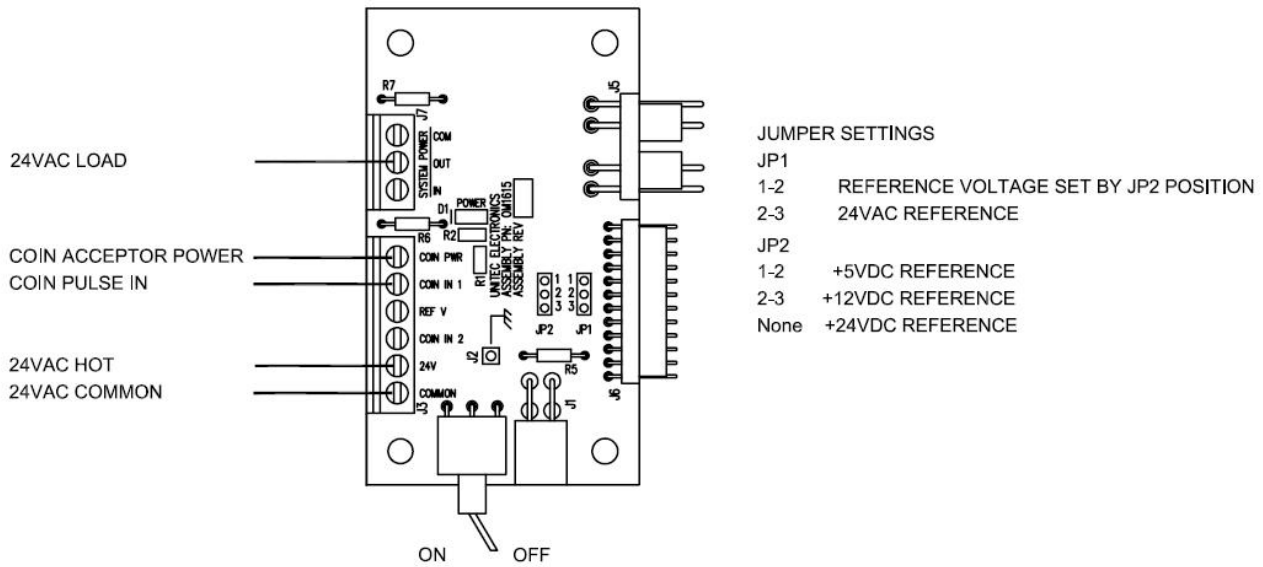 R7
J7
COM
OUT
IN
SYSTEM POWER
24VAC LOAD
J5
D1
POWER
R6
R2
R1
UNITEC ELECTRONICS
ASSEMBLY PN: OM1615
ASSEMBLY REV
COIN ACCEPTOR POWER
COIN PWR
COIN PULSE IN
COIN IN 1
REF V
COIN IN 2
24VAC HOT
24V
24VAC COMMON
COMMON
J3
J2
1 1
2 2
3 3
JP2 JP1
R5
J1
J6
ON OFF
JUMPER SETTINGS
JP1
1-2 REFERENCE VOLTAGE SET BY JP2 POSITION
2-3 24VAC REFERENCE
JP2
1-2 +5VDC REFERENCE
2-3 +12VDC REFERENCE
None +24VDC REFERENCE